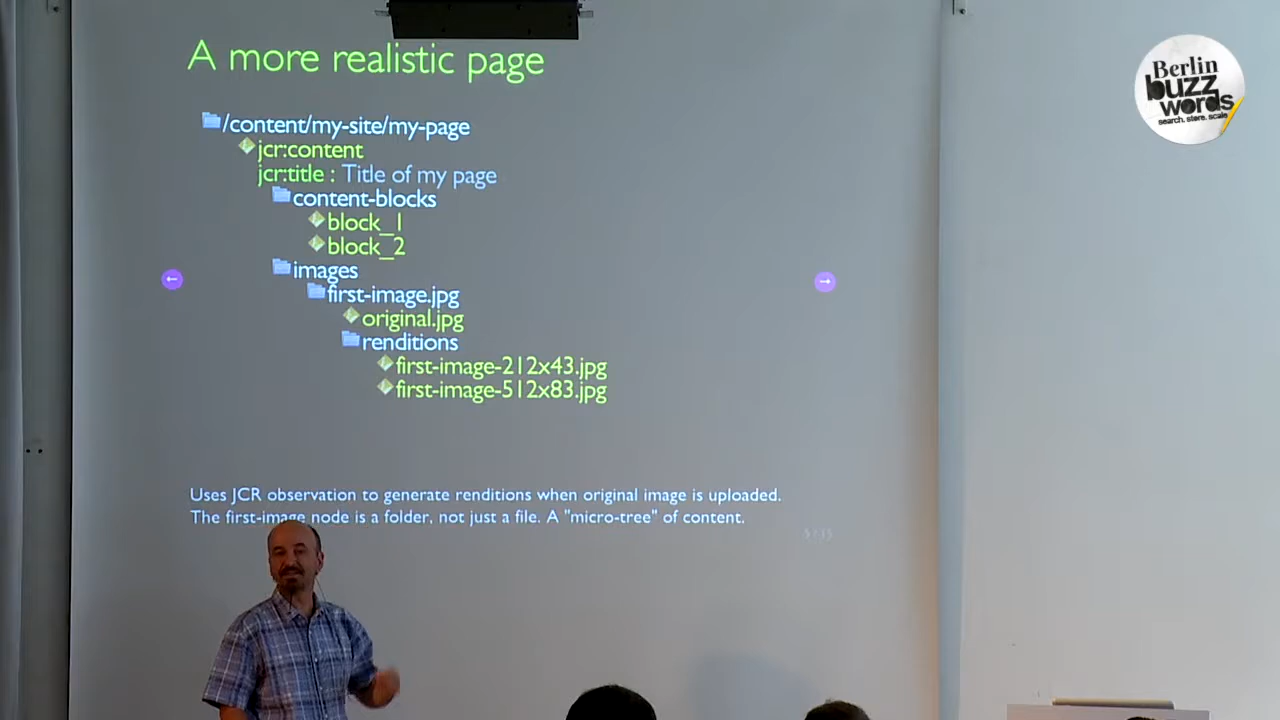 A more realistic page
/content/my-site/my-page
jcr:content
jcr:title : Title of my page
content-blocks
block_1
block_2
images
first-image.jpg
original.jpg
renditions
first-image-212x43.jpg
first-image-512x83.jpg
Uses JCR observation to generate renditions when original image is uploaded.
The first-image node is a folder, not just a file. A "micro-tree" of content.
Berlin
buzz
words
search. store. scale.